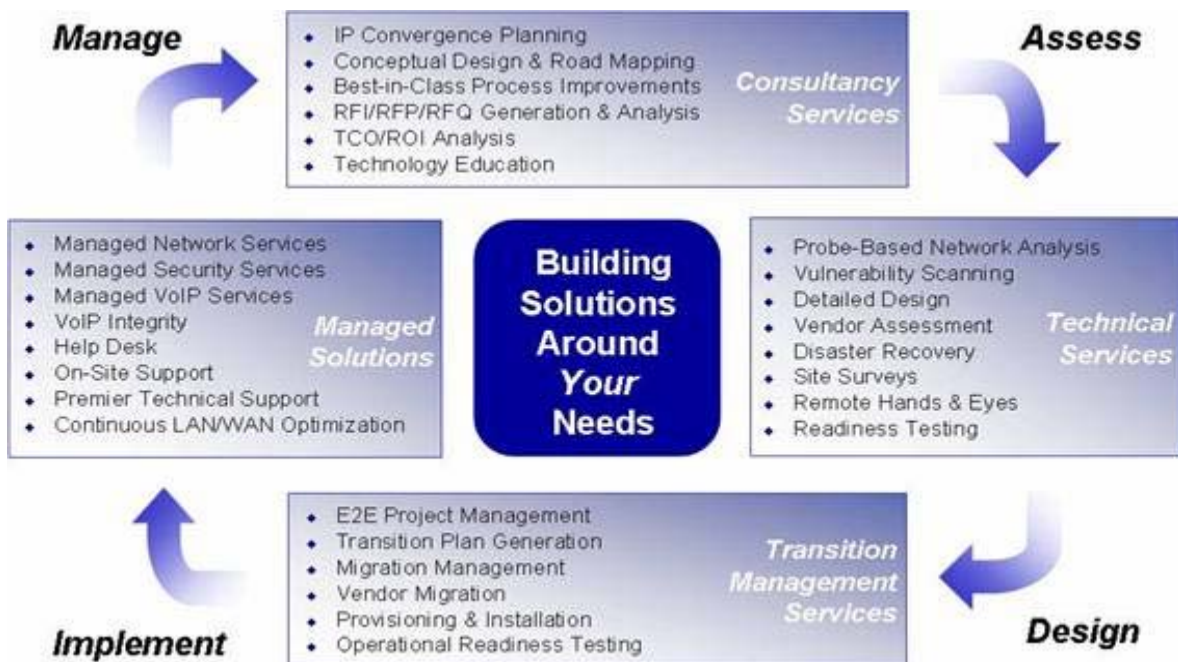 Manage
IP Convergence Planning
Conceptual Design & Road Mapping
Best-in-Class Process Improvements
RFI/RFP/RFQ Generation & Analysis
TCO/ROI Analysis
Technology Education
Consultancy
Services
Assess
Managed Network Services
Managed Security Services
Managed VoIP Services
VoIP Integrity
Help Desk
On-Site Support
Premier Technical Support
Continuous LAN/WAN Optimization
Managed
Solutions
Building
Solutions
Around
Your
Needs
Probe-Based Network Analysis
Vulnerability Scanning
Detailed Design
Vendor Assessment
Disaster Recovery
Site Surveys
Remote Hands & Eyes
Readiness Testing
Technical
Services
Implement
E2E Project Management
Transition Plan Generation
Migration Management
Vendor Migration
Provisioning & Installation
Operational Readiness Testing
Transition
Management
Services
Design